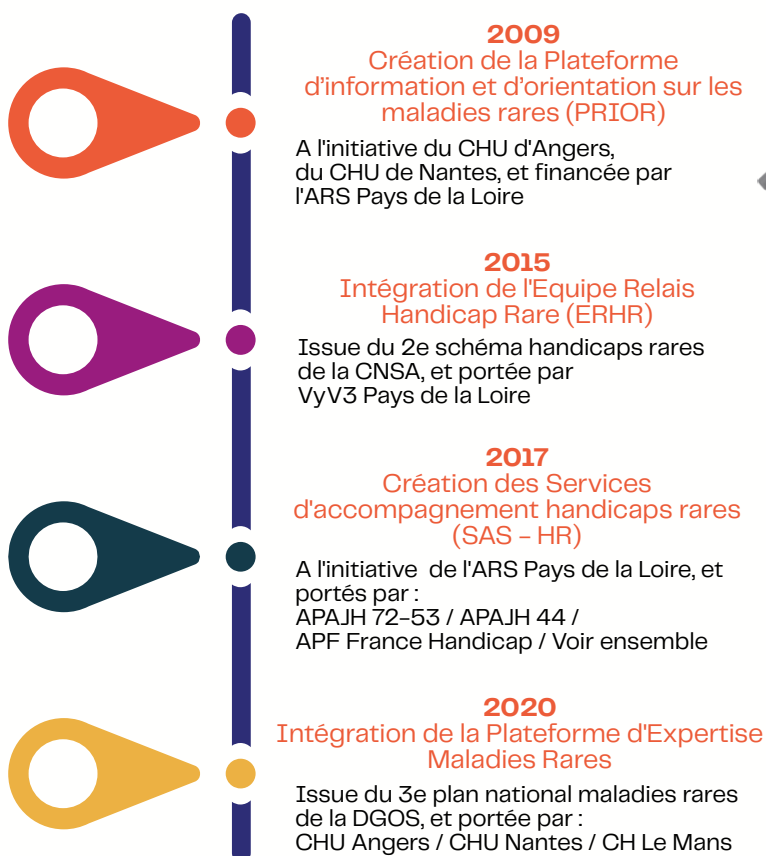 2009
Création de la Plateforme
d'information et d'orientation sur les
maladies rares (PRIOR)
A l'initiative du CHU d'Angers,
du CHU de Nantes, et financée par
l'ARS Pays de la Loire
2015
Intégration de l'Equipe Relais
Handicap Rare (ERHR)
Issue du 2e schéma handicaps rares
de la CNSA, et portée par
VyV3 Pays de la Loire
2017
Création des Services
d'accompagnement handicaps rares
(SAS - HR)
A l'initiative de l'ARS Pays de la Loire, et
portés par :
APAJH 72-53 / APAJH 44 /
APF France Handicap / Voir ensemble
2020
Intégration de la Plateforme d'Expertise
Maladies Rares
Issue du 3e plan national maladies rares
de la DGOS, et portée par :
CHU Angers / CHU Nantes / CH Le Mans